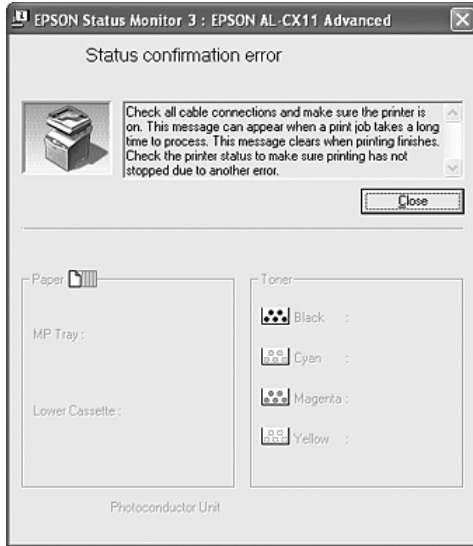 EPSON Status Monitor 3 : EPSON AL-CX11 Advanced
Status confirmation error
Check all cable connections and make sure the printer is
on. This message can appear when a print job takes a long
time to process. This message clears when printing finishes.
Check the printer status to make sure printing has not
stopped due to another error.
Close
Paper
MP Tray :
Lower Cassette :
Toner
Black :
Cyan :
Magenta :
Yellow :
Photoconductor Unit